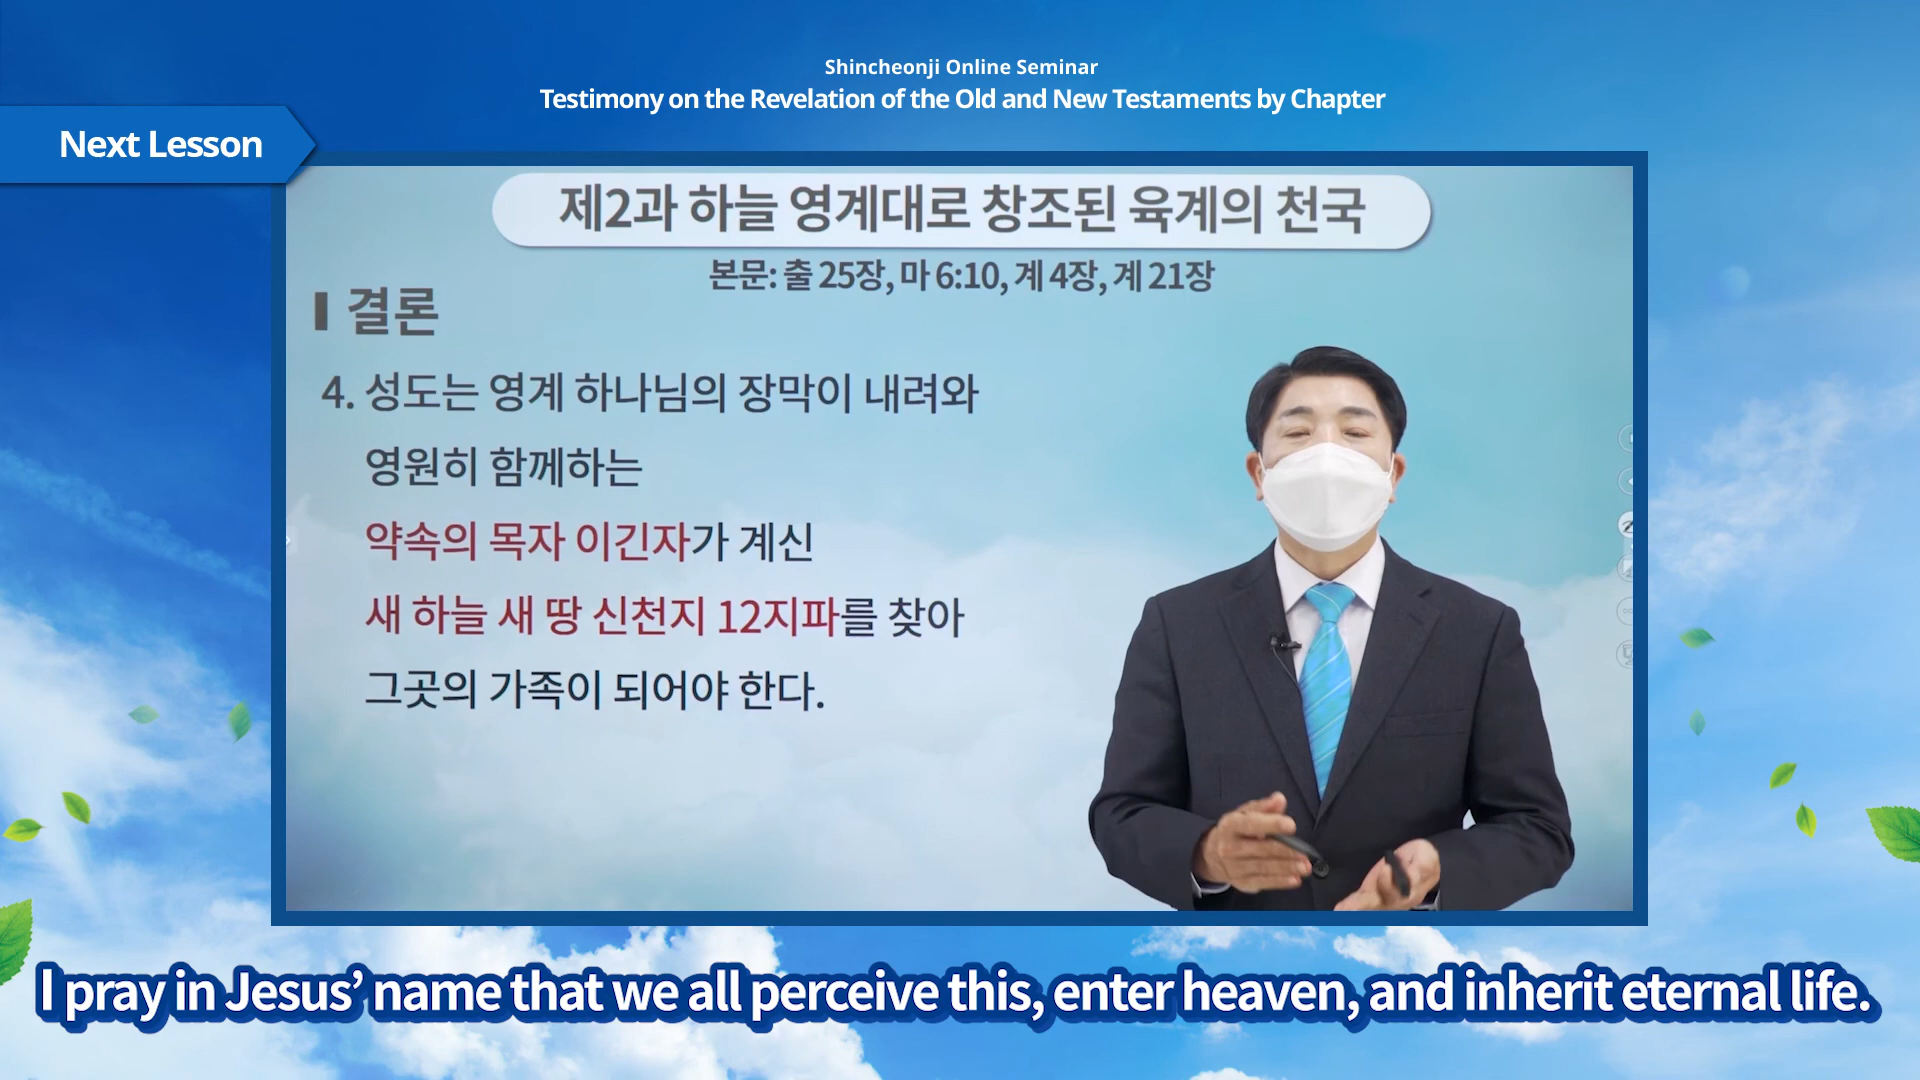 Shincheonji Online Seminar
Testimony on the Revelation of the Old and New Testaments by Chapter
Next Lesson
제2과 하늘 영계대로 창조된 육계의 천국
본문: 출 25장, 마 6:10, 계 4장, 계 21장
결론
4. 성도는 영계 하나님의 장막이 내려와
영원히 함께하는
약속의 목자 이긴자가 계신
새 하늘 새 땅 신천지 12지파를 찾아
그곳의 가족이 되어야 한다.
I pray in Jesus’ name that we all perceive this, enter heaven, and inherit eternal life.